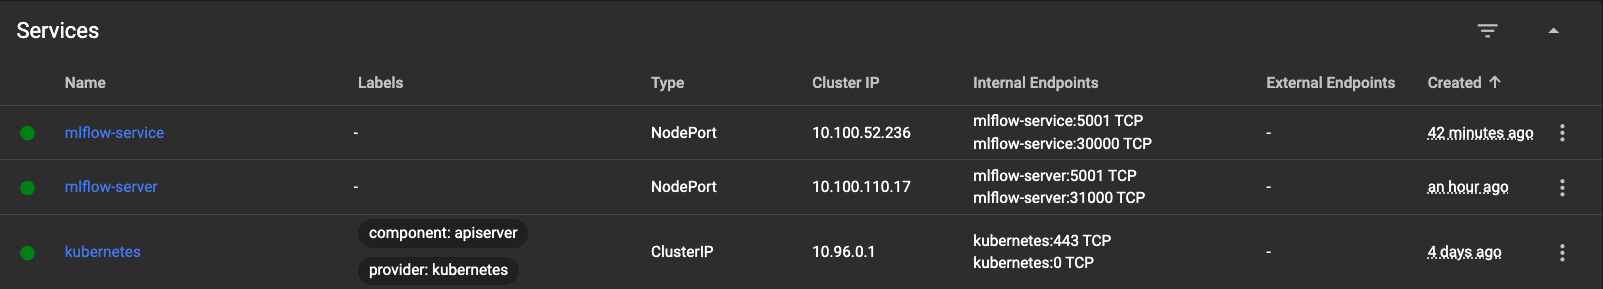 Services
Name Labels Type Cluster IP Internal Endpoints External Endpoints Created
mlflow-service - NodePort 10.100.52.236 mlflow-service:5001 TCP - 42 minutes ago
mlflow-service:30000 TCP
mlflow-server - NodePort 10.100.110.17 mlflow-server:5001 TCP - an hour ago
mlflow-server:31000 TCP
kubernetes component: apiserver ClusterIP 10.96.0.1 kubernetes:443 TCP - 4 days ago
provider: kubernetes kubernetes:0 TCP